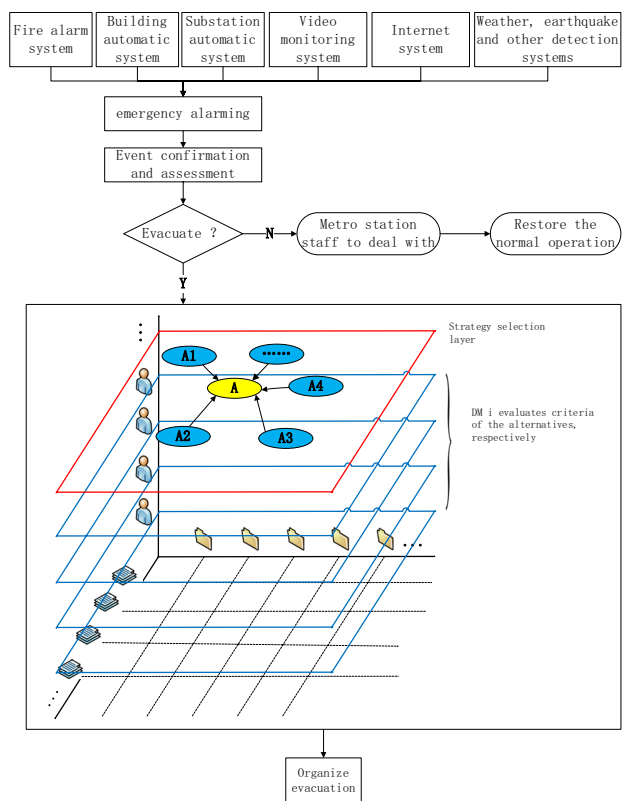 Fire alarm
system
Building
automatic
system
Substation
automatic
system
Video
monitoring
system
Internet
system
Weather, earthquake
and other detection
systems
emergency alarming
Event confirmation
and assessment
Evacuate ?
N
Metro station
staff to deal with
Restore the
normal operation
Y
Strategy selection
layer
A1
......
A
A4
A2
A3
DM i evaluates criteria
of the alternatives,
respectively
Organize
evacuation